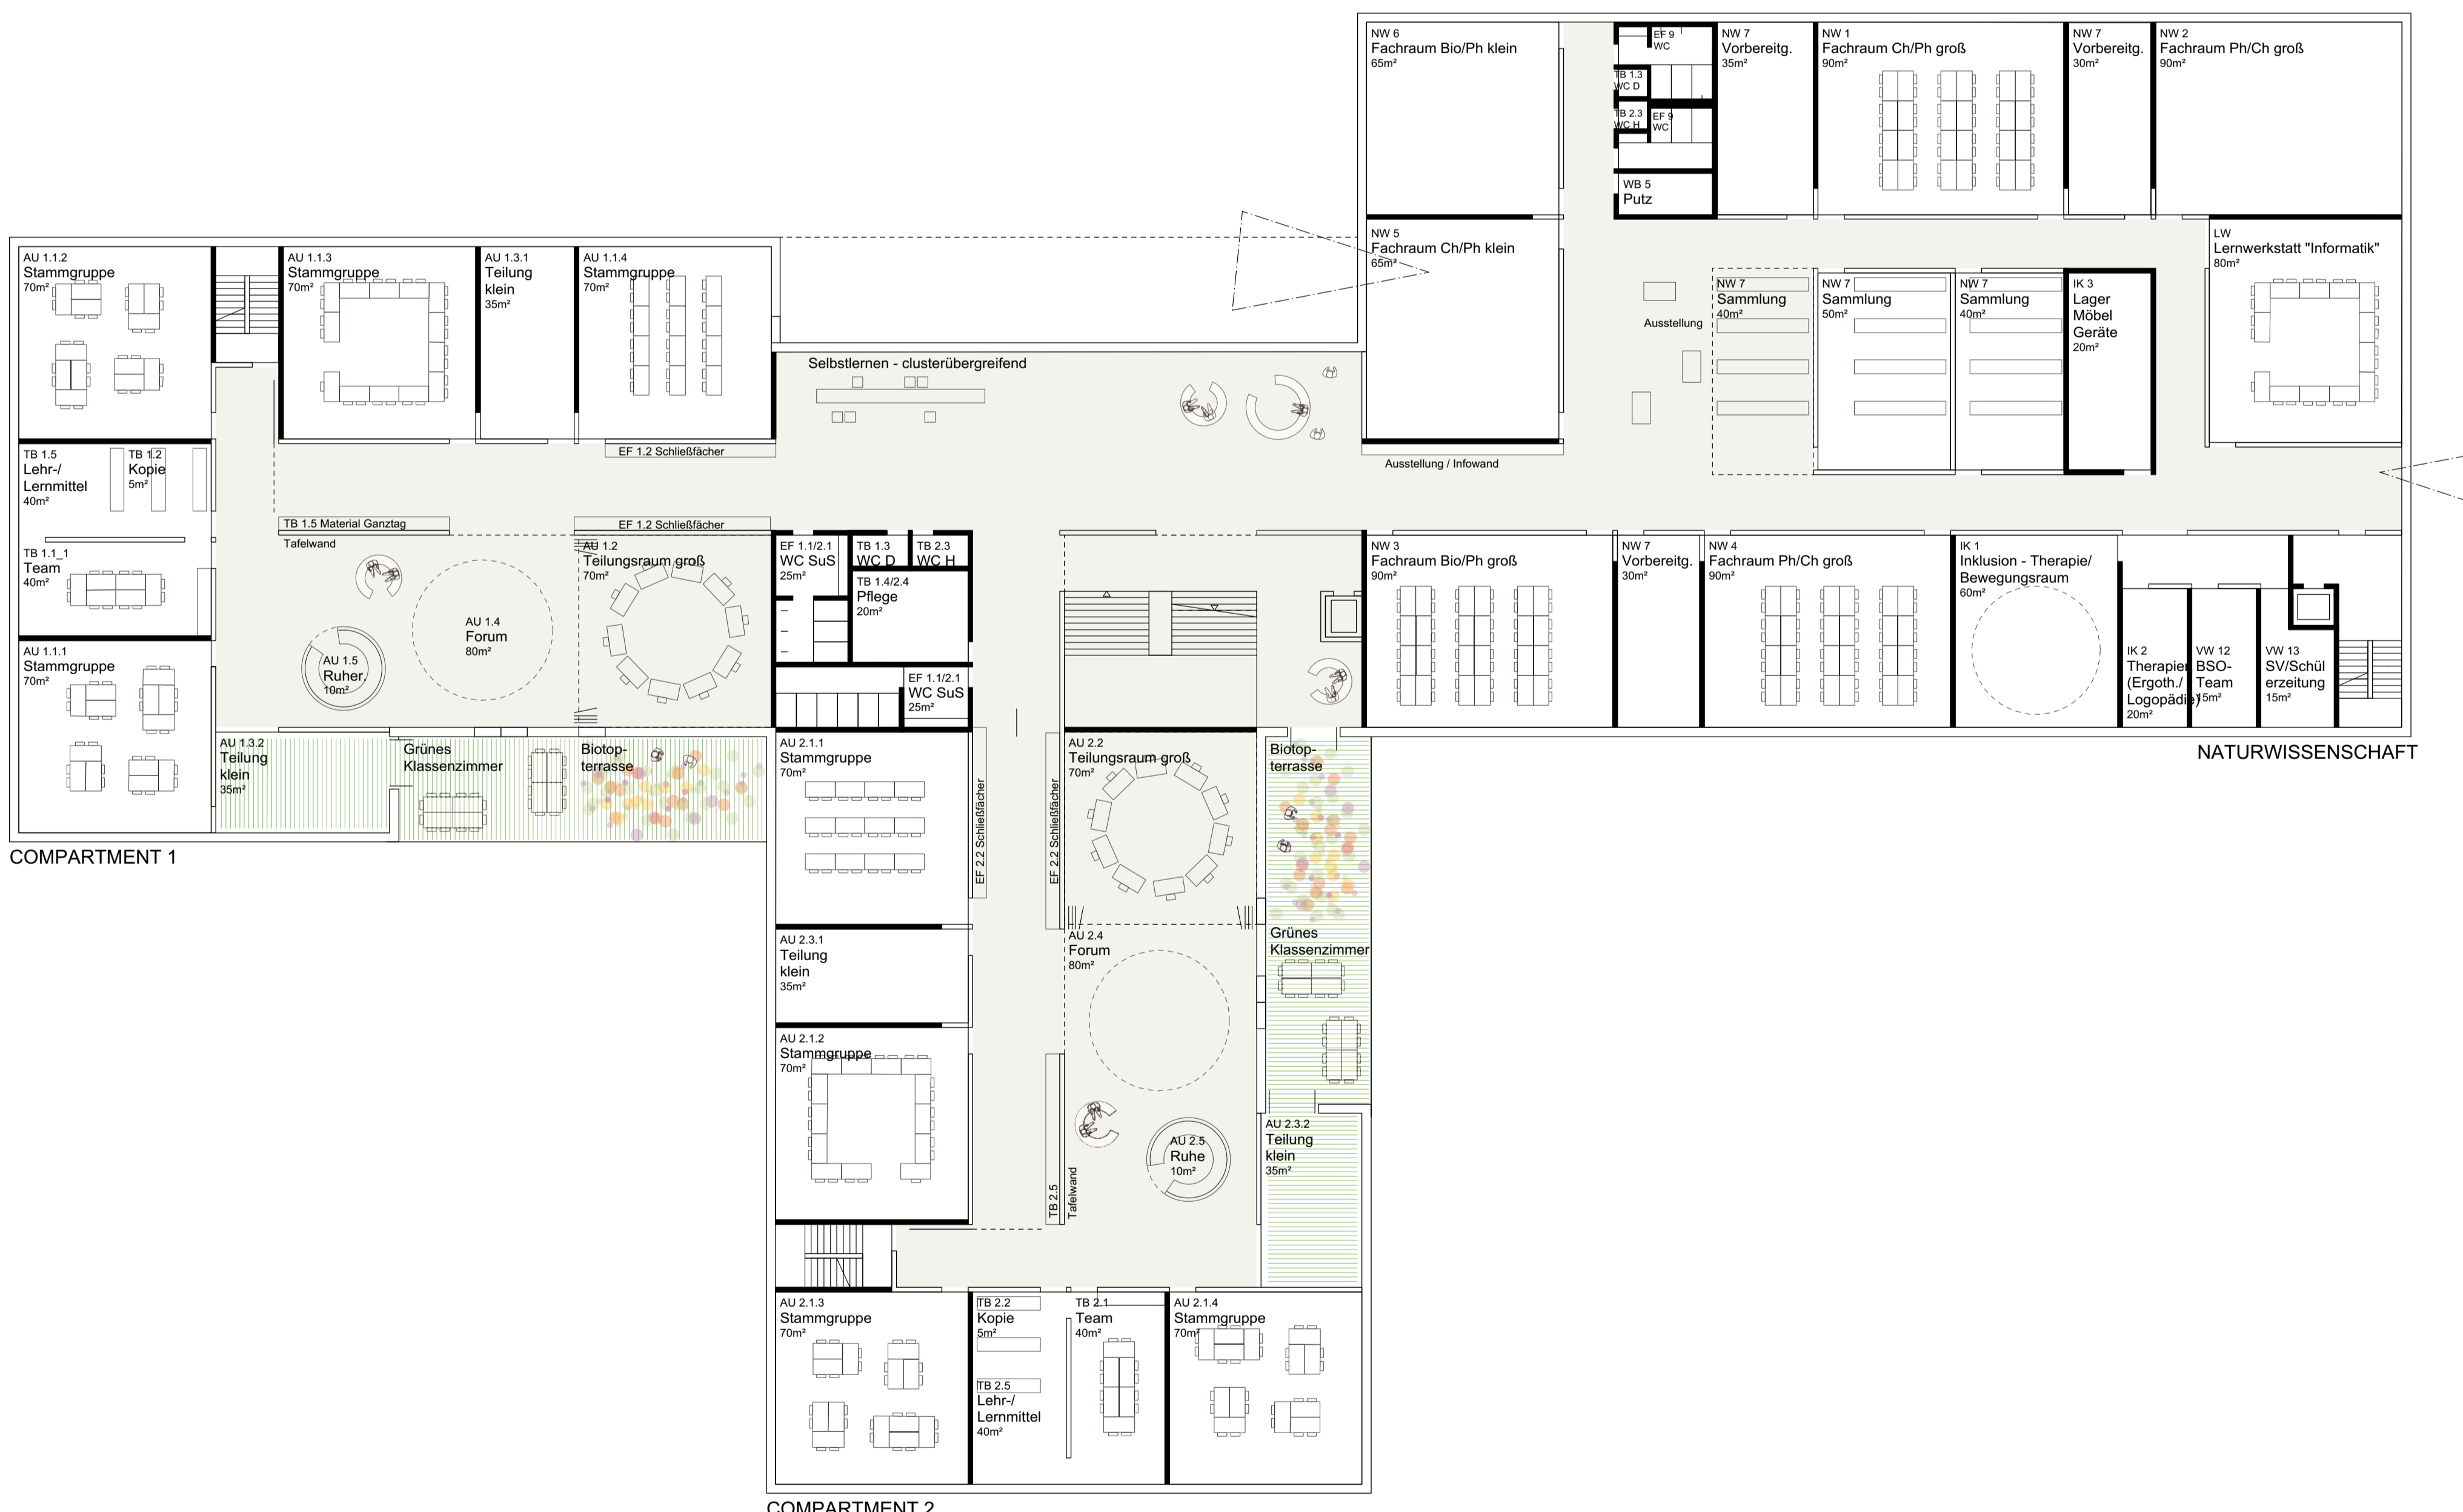 NW 6
Fachraum Bio/Ph klein
65m²
EF 9
WC
TB 1.3
WC D
TB 2.3
WC H
EF 9
WC
WB 5
Putz
NW 7
Vorbereitg.
35m²
NW 1
Fachraum Ch/Ph groß
90m²
NW 7
Vorbereitg.
30m²
NW 2
Fachraum Ph/Ch groß
90m²
AU 1.1.2
Stammgruppe
70m²
AU 1.1.3
Stammgruppe
70m²
AU 1.3.1
Teilung
klein
35m²
AU 1.1.4
Stammgruppe
70m²
NW 5
Fachraum Ch/Ph klein
65m²
Ausstellung
NW 7
Sammlung
40m²
NW 7
Sammlung
50m²
NW 7
Sammlung
40m²
IK 3
Lager
Möbel
Geräte
20m²
LW
Lernwerkstatt "Informatik"
80m²
Selbstlernen - clusterübergreifend
EF 1.2 Schließfächer
Ausstellung / Infowand
TB 1.5
Lehr-/
Lernmittel
40m²
TB 1.2
Kopie
5m²
TB 1.5 Material Ganztag
EF 1.2 Schließfächer
Tafelwand
TB 1.1_1
Team
40m²
AU 1.4
Forum
80m²
AU 1.5
Ruher.
10m²
AU 1.2
Teilungsraum groß
70m²
EF 1.1/2.1
WC SuS
25m²
TB 1.3
WC D
TB 2.3
WC H
TB 1.4/2.4
Pflege
20m²
EF 1.1/2.1
WC SuS
25m²
NW 3
Fachraum Bio/Ph groß
90m²
NW 7
Vorbereitg.
30m²
NW 4
Fachraum Ph/Ch groß
90m²
IK 1
Inklusion - Therapie/
Bewegungsraum
60m²
IK 2
Therapier
(Ergoth./
Logopädie)
20m²
VW 12
BSO-
Team
15m²
VW 13
SV/Schül
erzeitung
15m²
NATURWISSENSCHAFT
AU 1.1.1
Stammgruppe
70m²
AU 1.3.2
Teilung
klein
35m²
Grünes
Klassenzimmer
Biotop-
terrasse
COMPARTMENT 1
AU 2.1.1
Stammgruppe
70m²
EF 2.2 Schließfächer
EF 2.2 Schließfächer
AU 2.2
Teilungsraum groß
70m²
Biotop-
terrasse
AU 2.3.1
Teilung
klein
35m²
AU 2.4
Forum
80m²
Grünes
Klassenzimmer
AU 2.1.2
Stammgruppe
70m²
TB 2.5
Tafelwand
AU 2.5
Ruhe
10m²
AU 2.3.2
Teilung
klein
35m²
AU 2.1.3
Stammgruppe
70m²
TB 2.2
Kopie
5m²
TB 2.5
Lehr-/
Lernmittel
40m²
TB 2.1
Team
40m²
AU 2.1.4
Stammgruppe
70m²
COMPARTMENT 2